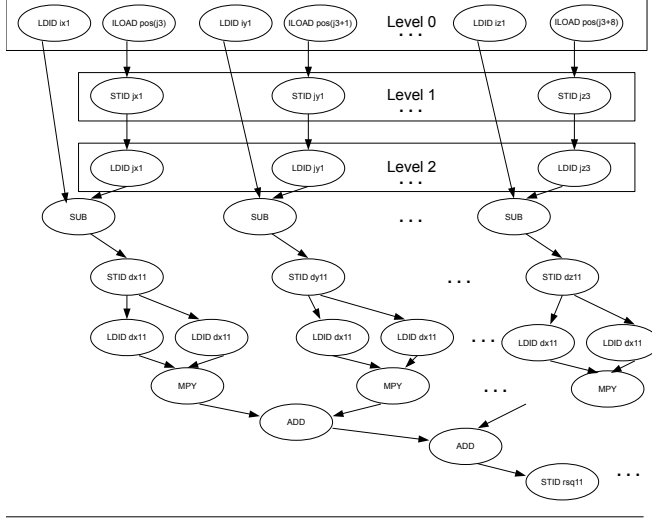 LDID ix1 ILOAD pos(j3) LDID iy1 ILOAD pos(j3+1) Level 0 LDID iz1 ILOAD pos(j3+8)
. . .
STID jx1 STID jy1 Level 1 STID jz3
. . .
LDID jx1 LDID jy1 Level 2 LDID jz3
. . .
SUB SUB . . . SUB
STID dx11 STID dy11 . . . STID dz11
LDID dx11 LDID dx11 LDID dx11 LDID dx11 . . . LDID dx11 LDID dx11
MPY MPY . . . MPY
ADD
ADD
STID rsq11 . . .